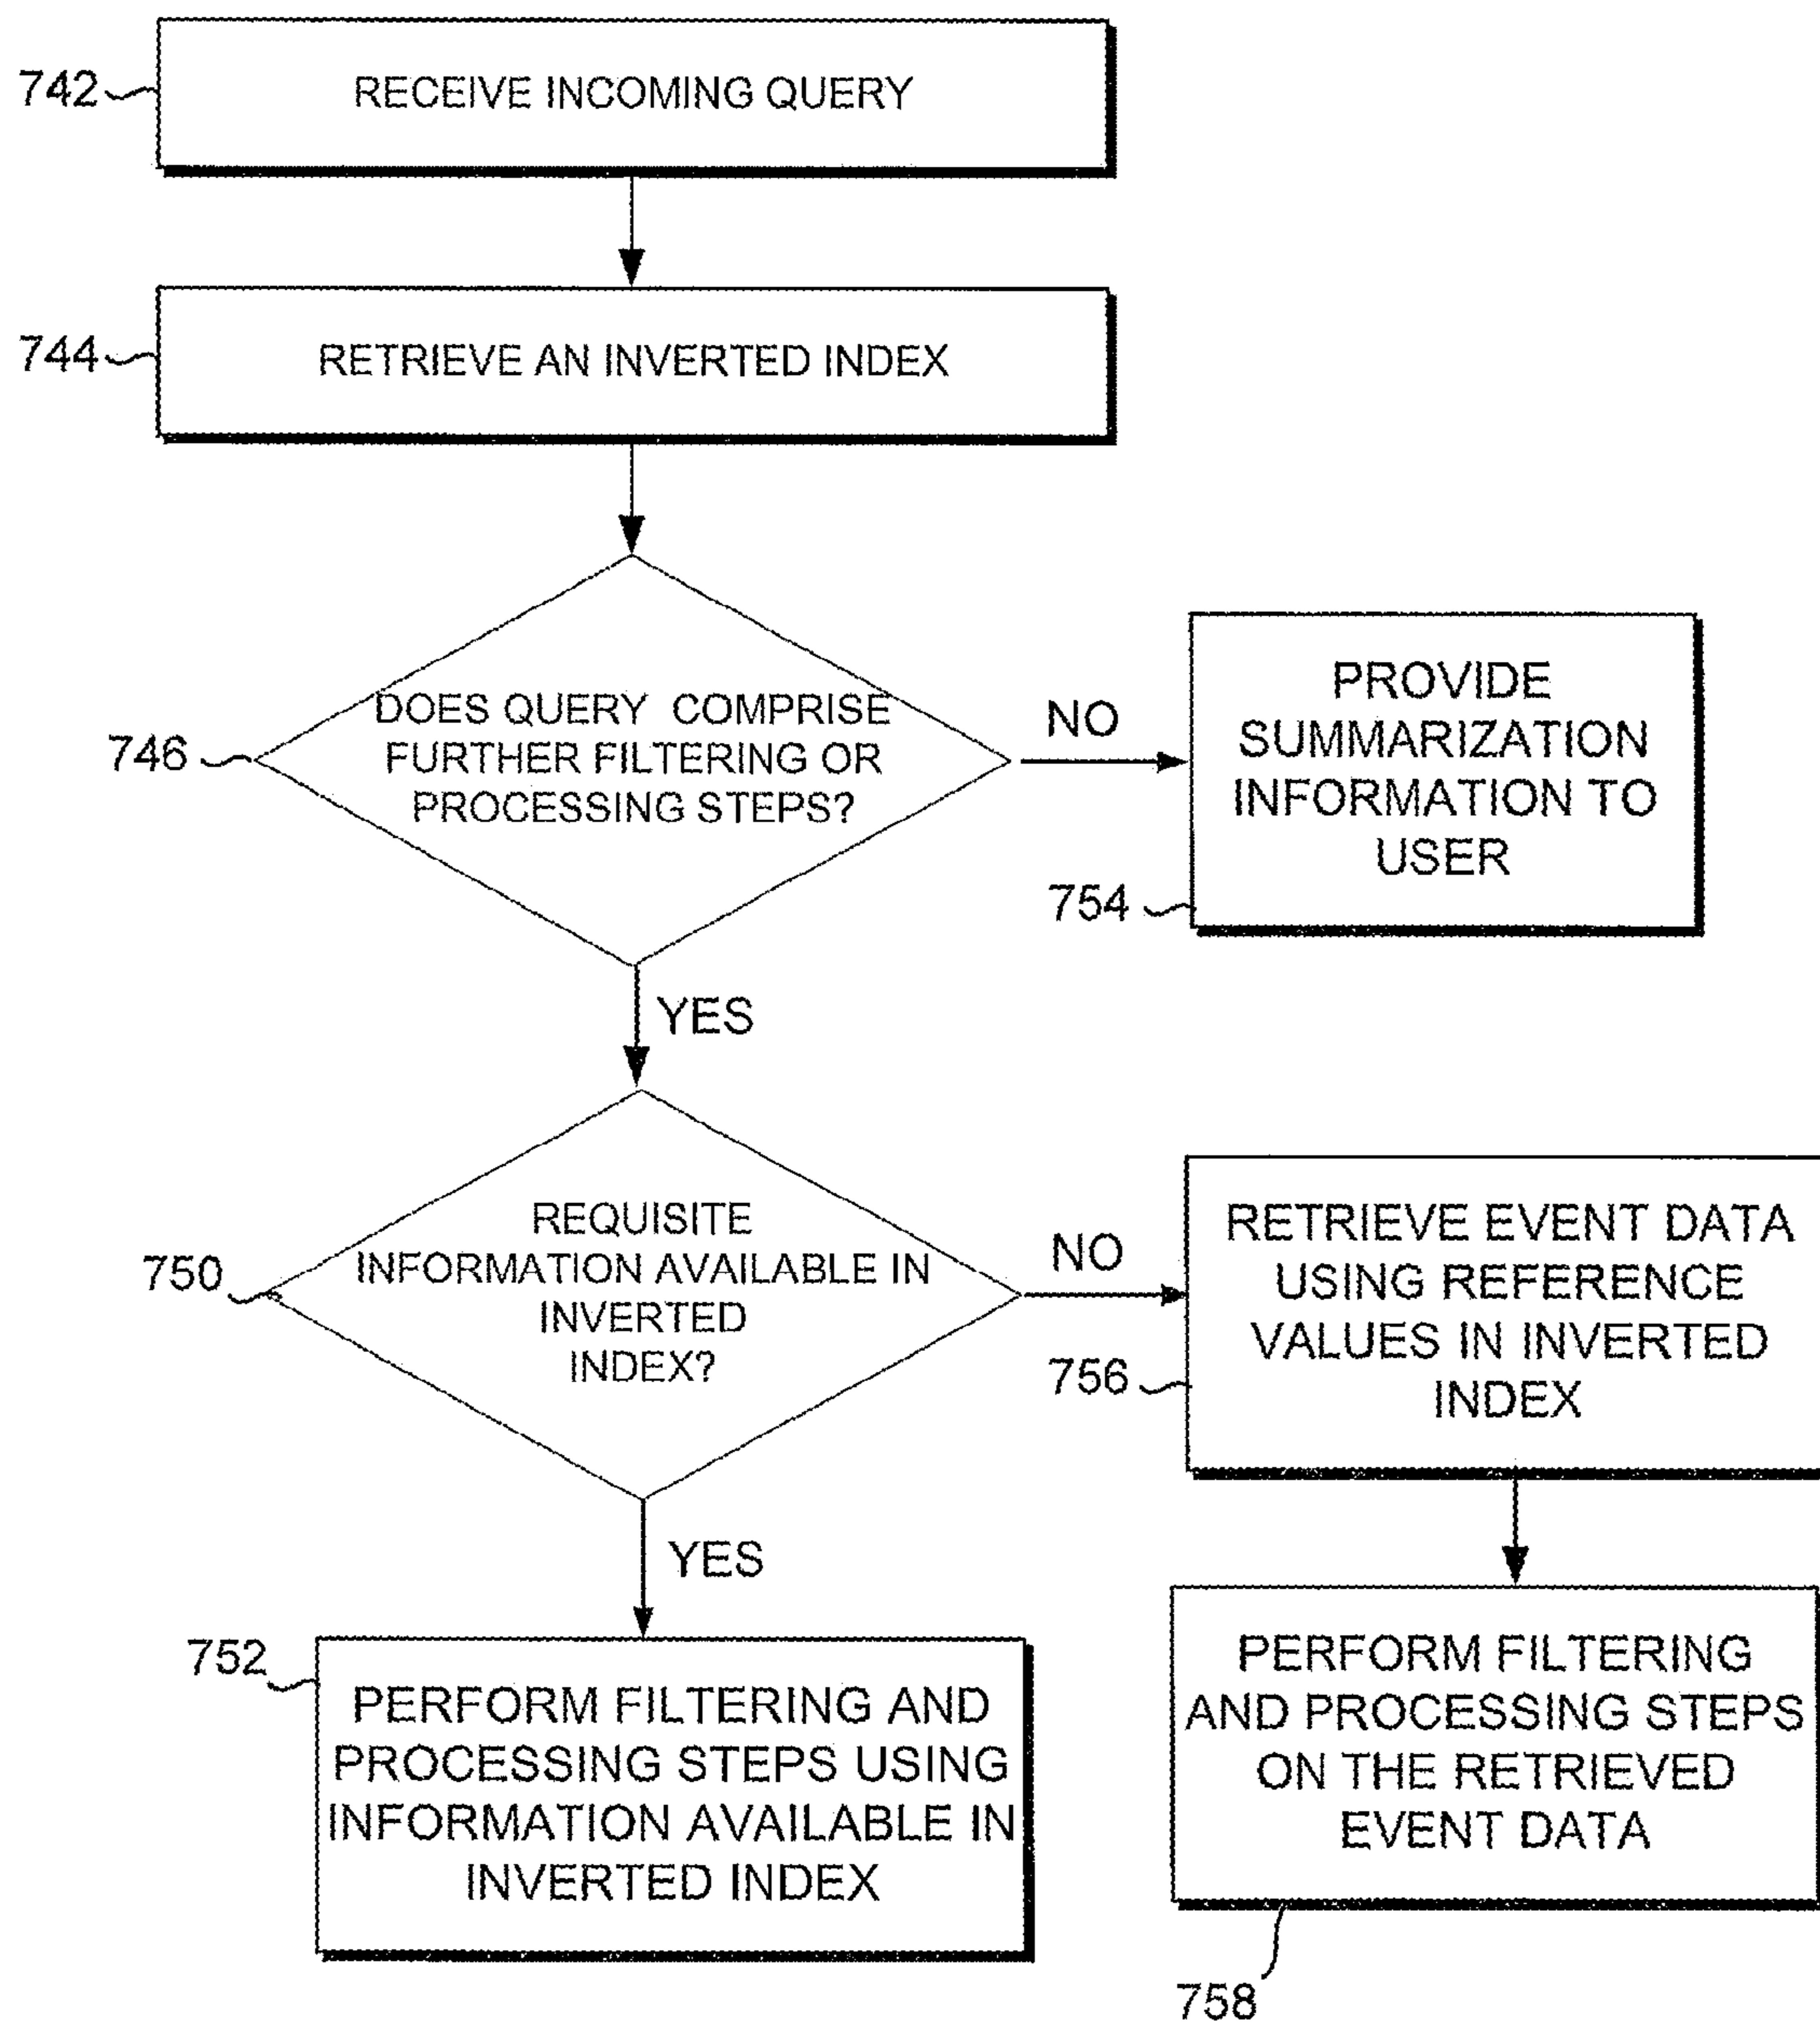 742
RECEIVE INCOMING QUERY
744
RETRIEVE AN INVERTED INDEX
746
DOES QUERY COMPRISE
FURTHER FILTERING OR
PROCESSING STEPS?
NO
PROVIDE
SUMMARIZATION
INFORMATION TO
USER
754
YES
750
REQUISITE
INFORMATION AVAILABLE IN
INVERTED
INDEX?
NO
RETRIEVE EVENT DATA
USING REFERENCE
VALUES IN INVERTED
INDEX
756
YES
752
PERFORM FILTERING AND
PROCESSING STEPS USING
INFORMATION AVAILABLE IN
INVERTED INDEX
PERFORM FILTERING
AND PROCESSING STEPS
ON THE RETRIEVED
EVENT DATA
758